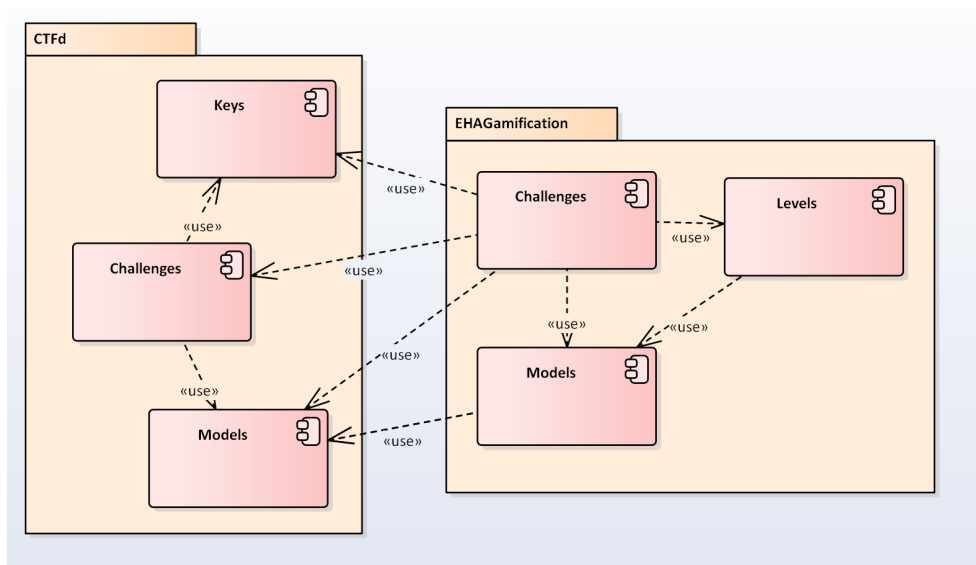 CTFd
Keys
EHAGamification
«use»
Challenges
Levels
«use»
«use»
Challenges
«use»
«use»
«use»
«use»
Models
«use»
Models
«use»